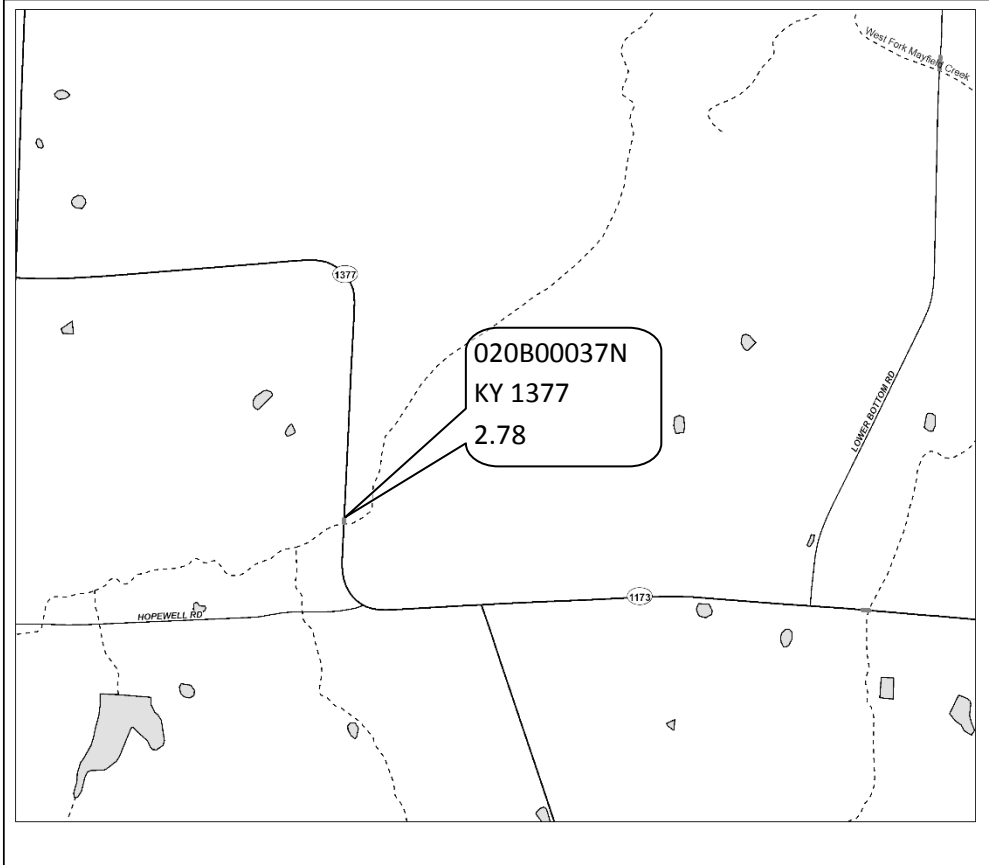 West Fork Mayfield Creek
1377
020B00037N
KY 1377
2.78
LOWER BOTTOM RD
1173
HOPEWELL RD